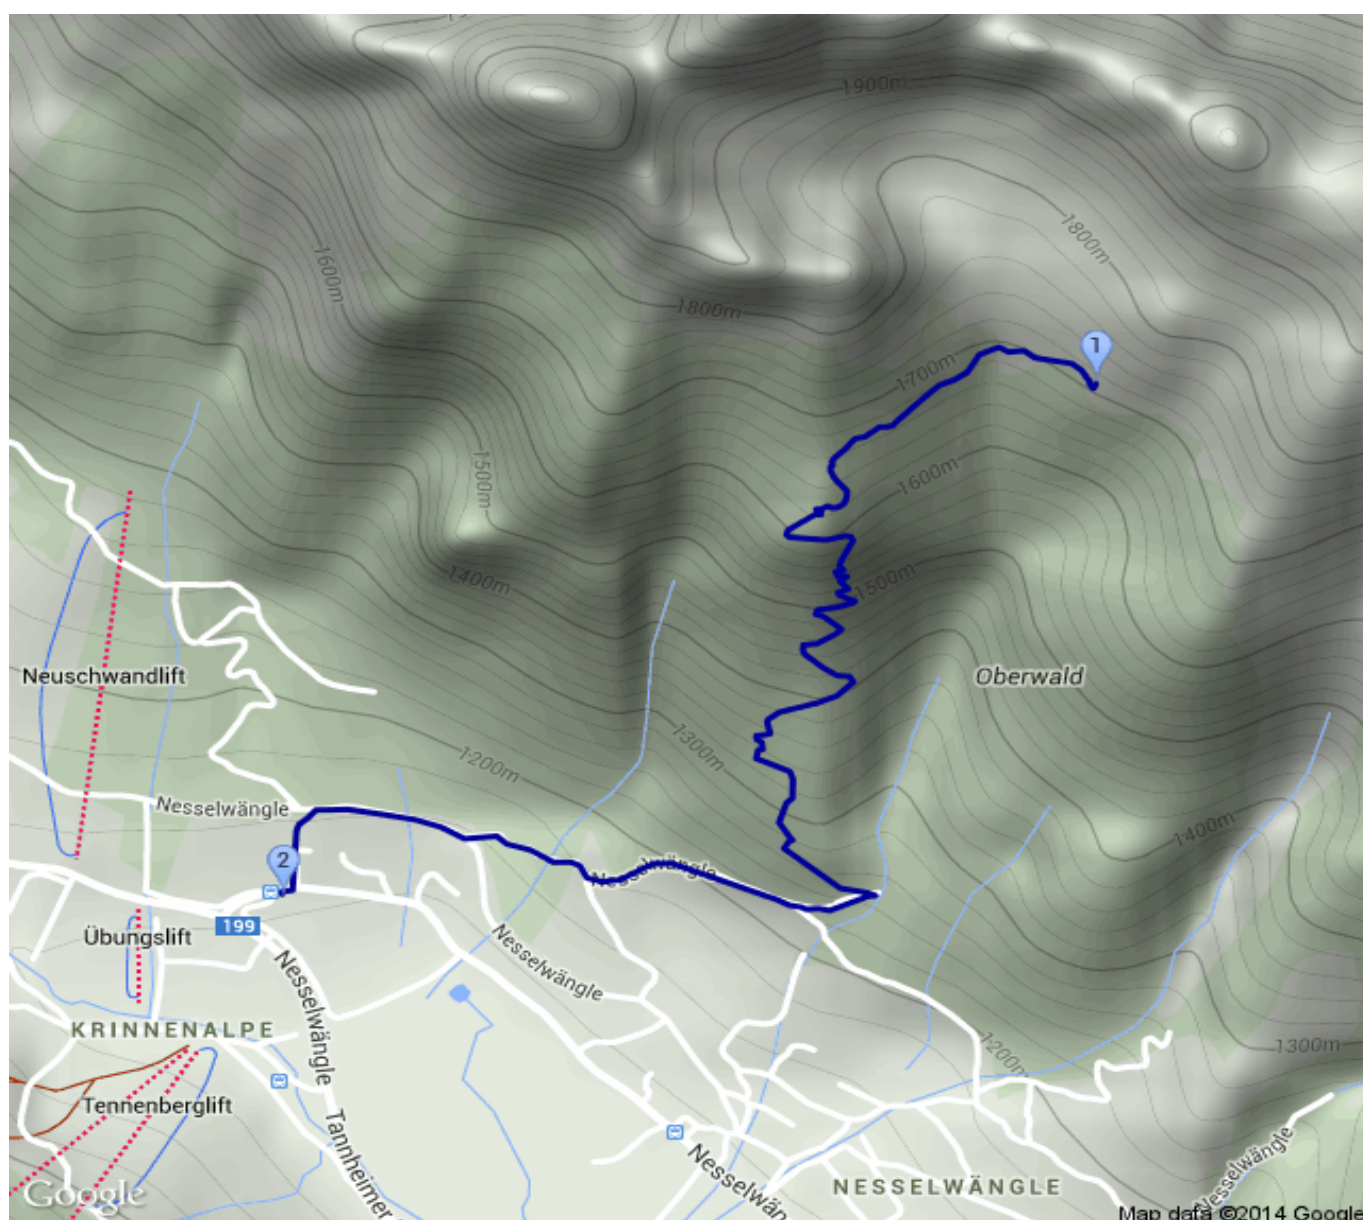 1900m
1800m
1600m
1800m
1
1700m
1500m
1600m
1400m
1500m
Neuschwandlift
Oberwald
1300m
1200m
Nesselwängle
1400m
2
Nesselwängle
199
Übungslift
Nesselwängle
Nesselwängle
KRINNENALPE
1200m
1300m
Tennenberglift
Tannheimer
Nesselwän
Nesselwängle
NESSELWÄNGLE
Google
Map data ©2014 Google